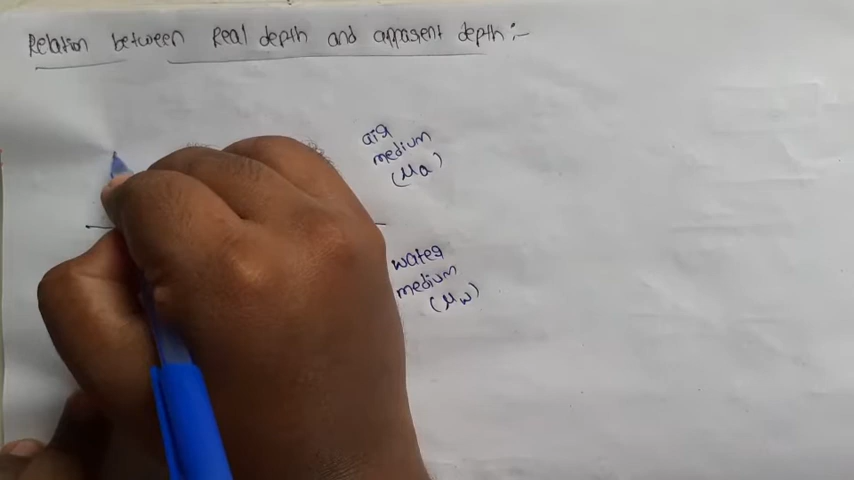 Relation between Real depth and apparent depth :-
air
medium
(μa)
water
medium
(μw)